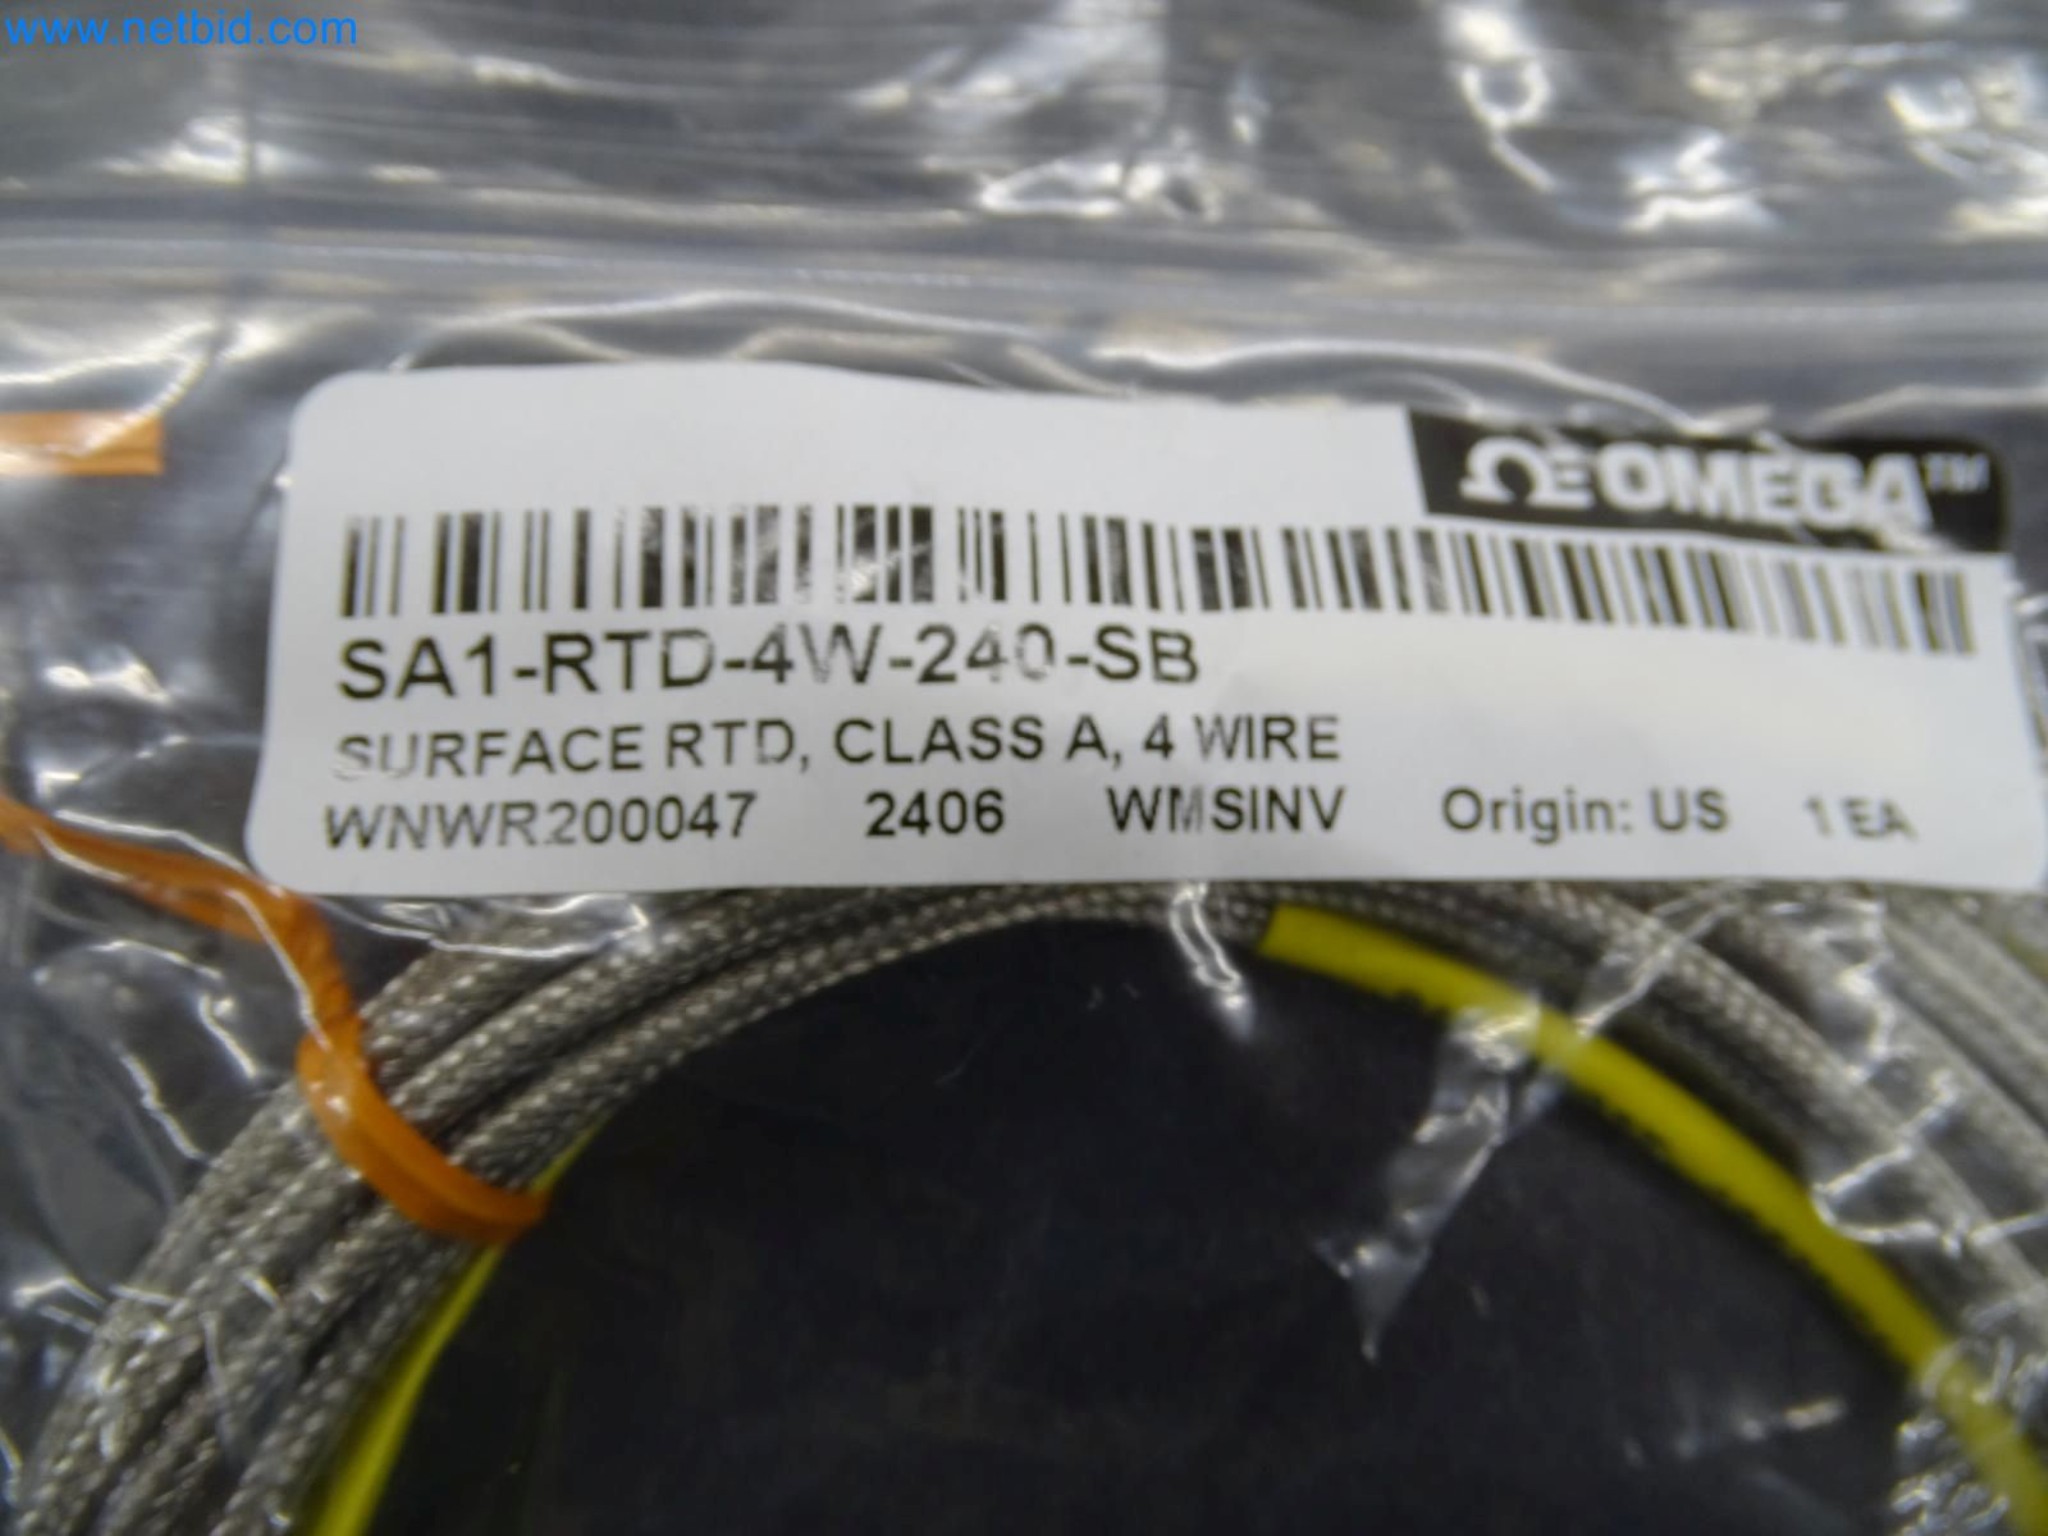 www.netbid.com
OMEGA™
SA1-RTD-4W-240-SB
SURFACE RTD, CLASS A, 4 WIRE
WNWR200047 2406 WMSINV Origin: US 1 EA